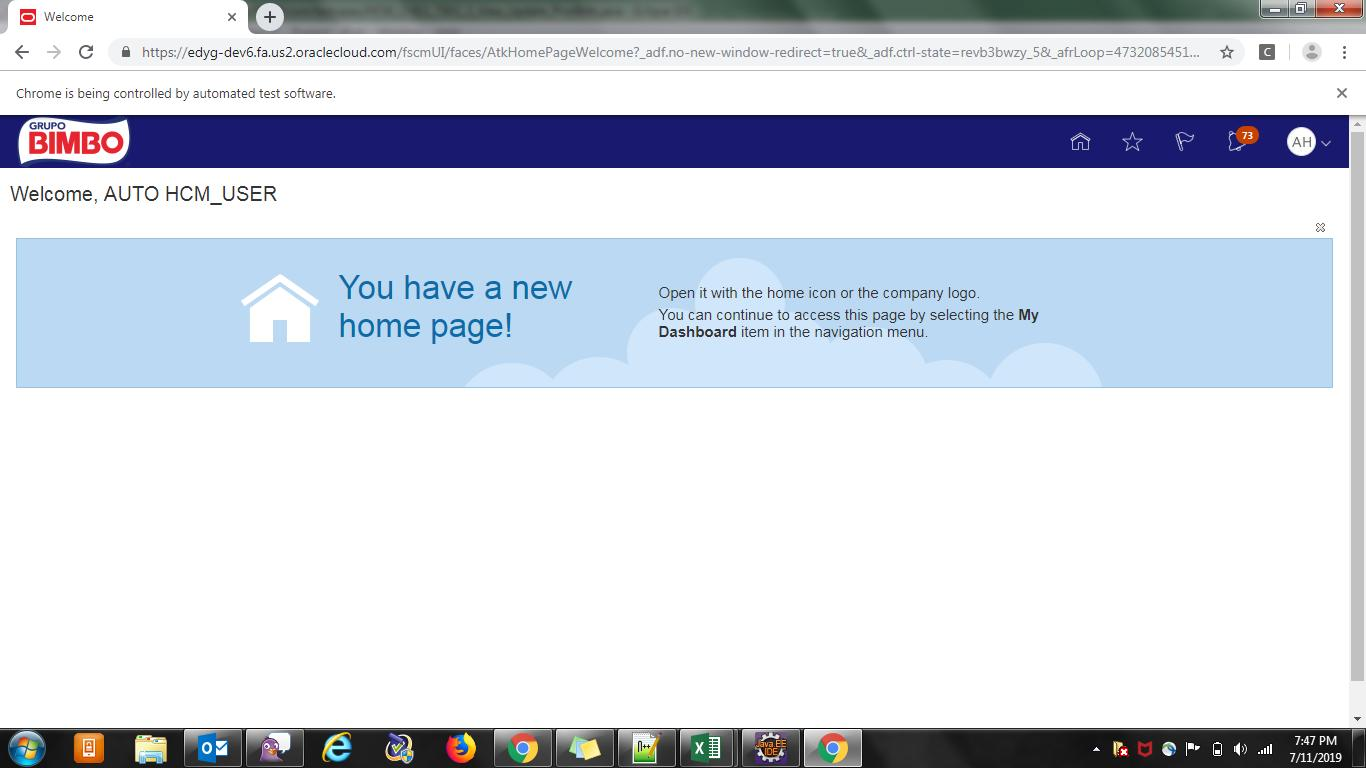 Welcome
https://edyg-dev6.fa.us2.oraclecloud.com/fscmUI/faces/AtkHomePageWelcome?_adf.no-new-window-redirect=true&_adf.ctrl-state=revb3bwzy_5&_afrLoop=4732085451...
C
Chrome is being controlled by automated test software.
GRUPO
BIMBO
73
AH
Welcome, AUTO HCM_USER
You have a new
home page!
Open it with the home icon or the company logo.
You can continue to access this page by selecting the My
Dashboard item in the navigation menu.
Java EE
IDE
7:47 PM
7/11/2019